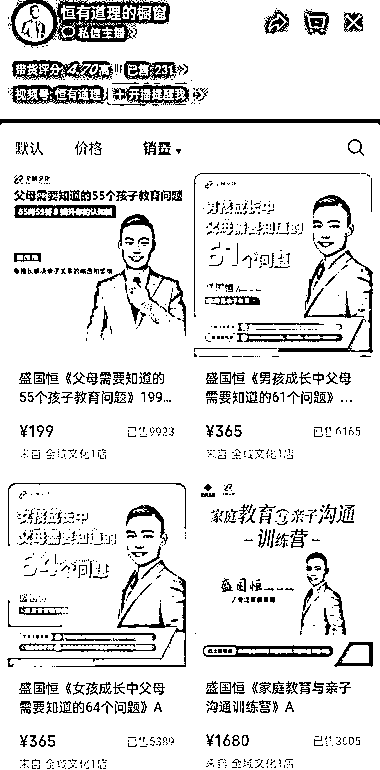 恒有道理的橱窗
私信主播
带货评分 4.70高 已售 231
视频号: 恒有道理 开播提醒我
默认 价格 销量
父母需要知道的55个孩子教育问题
男孩成长中
父母需要知道的
61个问题
盛国恒《父母需要知道的
55个孩子教育问题》199...
¥199 已售9923
来自 全域文化1店
盛国恒《男孩成长中父母
需要知道的61个问题》...
¥365 已售6165
来自 全域文化1店
女孩成长中
父母需要知道的
64个问题
家庭教育与亲子沟通
-训练营-
盛国恒
盛国恒《女孩成长中父母
需要知道的64个问题》A
¥365 已售5389
来自 全域文化1店
盛国恒《家庭教育与亲子
沟通训练营》A
¥1680 已售3605
来自 全域文化1店